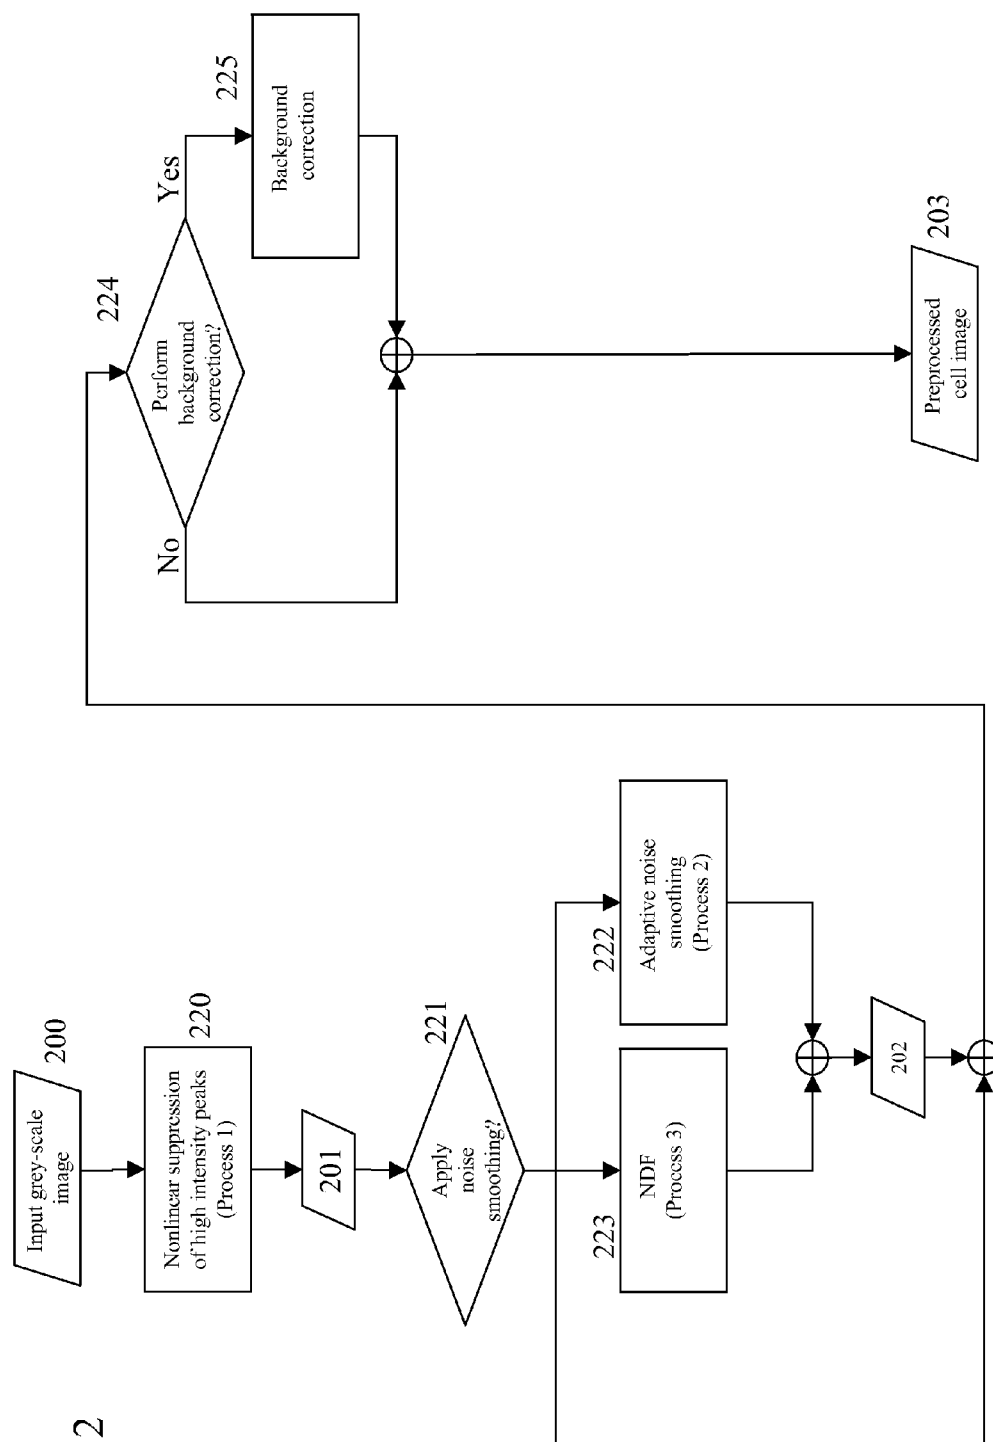 2
Input grey-scale
image
200
Nonlinear suppression
of high intensity peaks
(Process 1)
220
201
Apply
noise
smoothing?
221
NDF
(Process 3)
223
Adaptive noise
smoothing
(Process 2)
222
202
Perform
background
correction?
224
No
Yes
Background
correction
225
Preprocessed
cell image
203